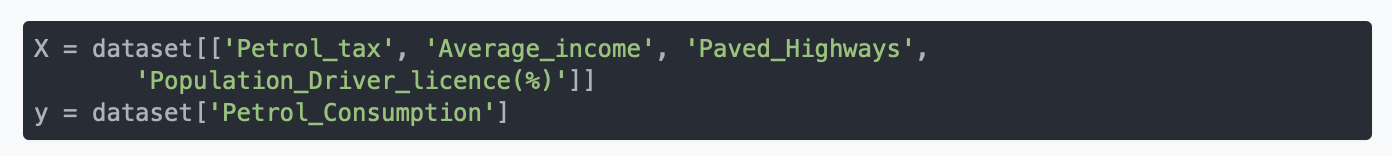 X = dataset[['Petrol_tax', 'Average_income', 'Paved_Highways',
       'Population_Driver_licence(%)']]
y = dataset['Petrol_Consumption']